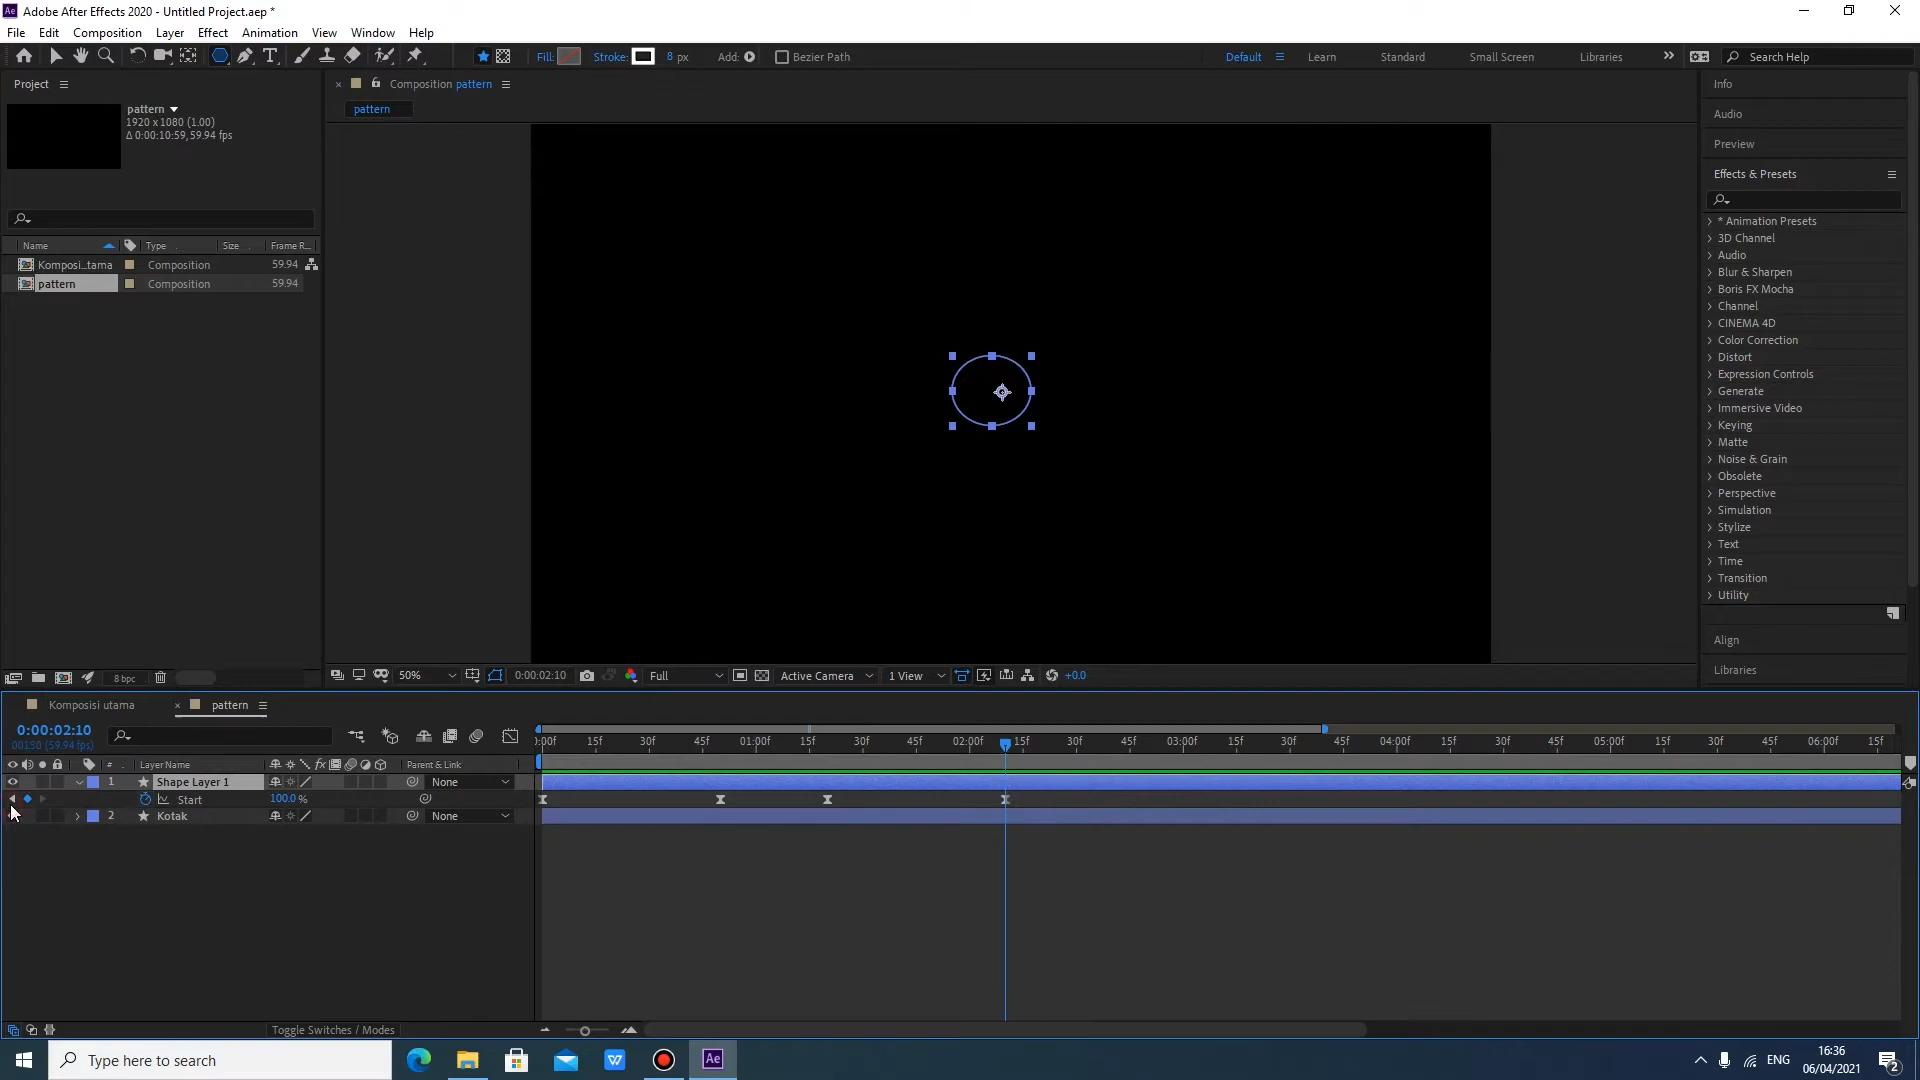 Adobe After Effects 2020 - Untitled Project.aep *
File Edit Composition Layer Effect Animation View Window Help
Fill: Stroke: 8 px Add: Bezier Path Default Learn Standard Small Screen Libraries Search Help
Project
pattern
1920 x 1080 (1.00)
Δ 0:00:10:59, 59.94 fps
Name Type Size Frame R...
Komposi_tama Composition 59.94
pattern Composition 59.94
8 bpc
Composition pattern
pattern
50% 0:00:02:10 Full Active Camera 1 View +0.0
Info
Audio
Preview
Effects & Presets
* Animation Presets
3D Channel
Audio
Blur & Sharpen
Boris FX Mocha
Channel
CINEMA 4D
Color Correction
Distort
Expression Controls
Generate
Immersive Video
Keying
Matte
Noise & Grain
Obsolete
Perspective
Simulation
Stylize
Text
Time
Transition
Utility
Align
Libraries
Komposisi utama pattern
0:00:02:10
00130 (59.94 fps)
# Layer Name fx Parent & Link
1 Shape Layer 1 None
Start 100.0 %
2 Kotak None
):00f 15f 30f 45f 01:00f 15f 30f 45f 02:00f 15f 30f 45f 03:00f 15f 30f 45f 04:00f 15f 30f 45f 05:00f 15f 30f 45f 06:00f 15f
Toggle Switches / Modes
Type here to search
Ae
ENG
16:36
06/04/2021
2